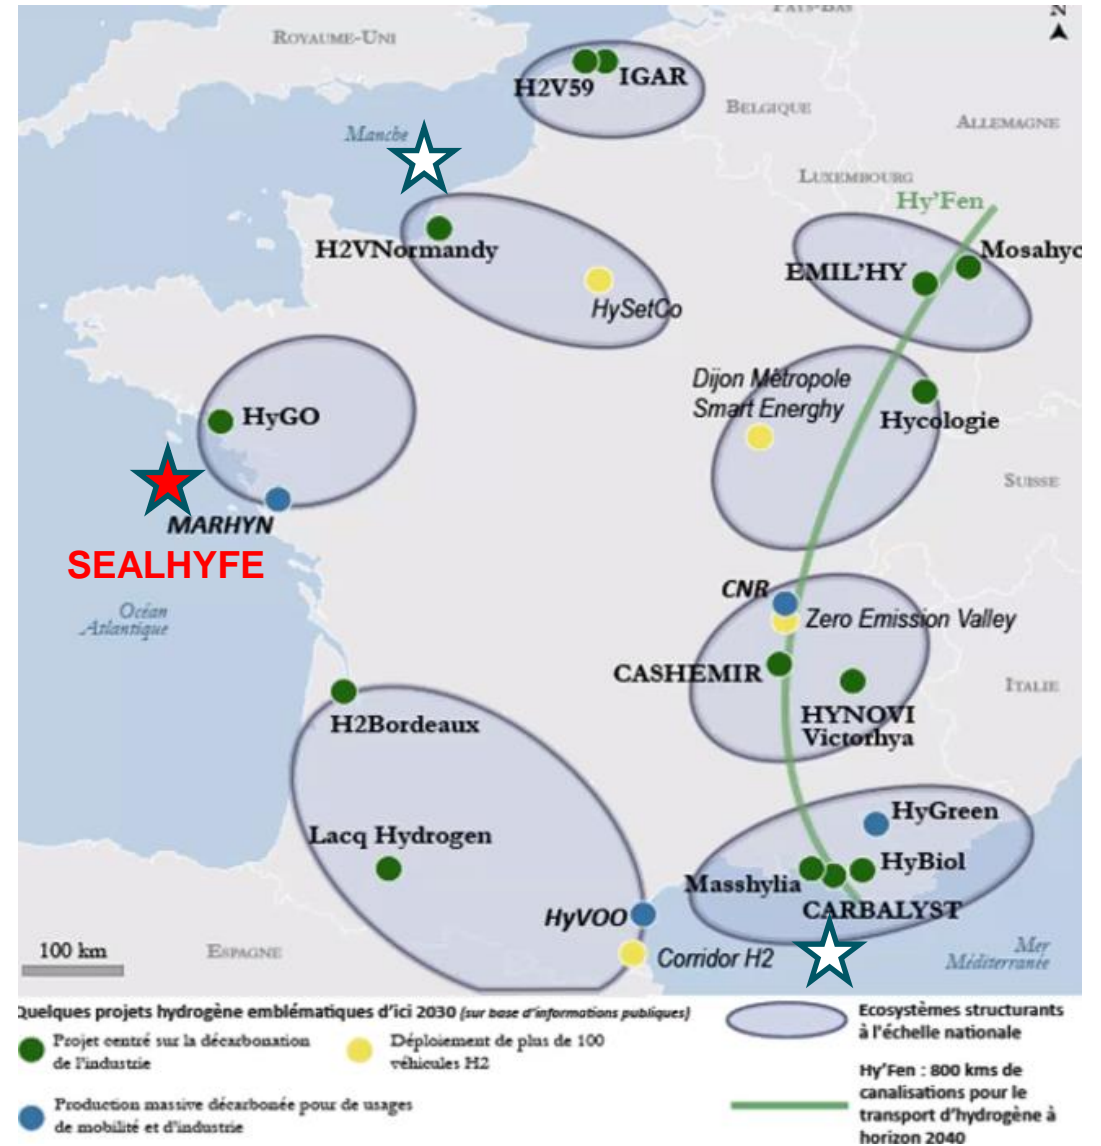 PAYS-BAS
N
ROYAUME-UNI
H2V59
IGAR
BELGIQUE
Manche
ALLEMAGNE
LUXEMBOURG
Hy'Fen
H2VNormandy
Mosahyc
EMIL'HY
HySetCo
Dijon Métropole
Smart Energhy
HyGO
Hycologie
SUISSE
MARHYN
SEALHYFE
CNR
Océan
Atlantique
Zero Emission Valley
CASHEMIR
ITALIE
HYNOVI
Victorhya
H2Bordeaux
HyGreen
Lacq Hydrogen
HyBiol
Masshylia
CARBALYST
HyVOO
100 km
ESPAGNE
Corridor H2
Mer
Méditerranée
Quelques projets hydrogène emblématiques d'ici 2030 (sur base d'informations publiques)
Projet centré sur la décarbonation
de l'industrie
Déploiement de plus de 100
véhicules H2
Production massive décarbonée pour de usages
de mobilité et d'industrie
Ecosystèmes structurants
à l'échelle nationale
Hy'Fen : 800 kms de
canalisations pour le
transport d'hydrogène à
horizon 2040